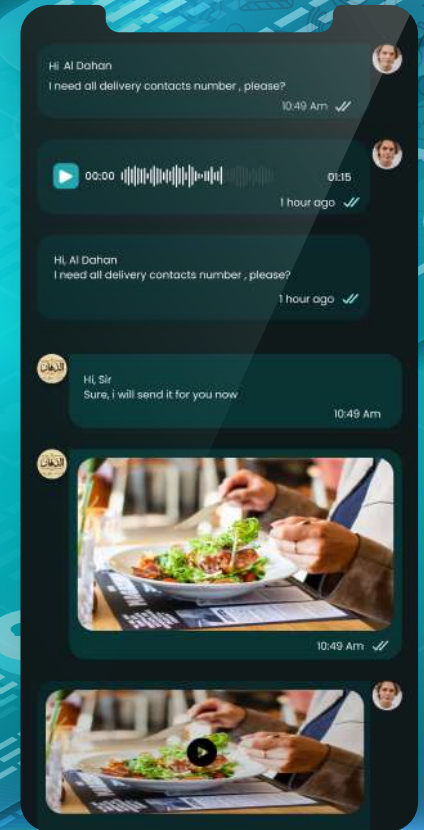 Hi Al Dahan
I need all delivery contacts number , please?
10:49 Am
00:00
01:15
1 hour ago
Hi, Al Dahan
I need all delivery contacts number , please?
1 hour ago
الدهان
Hi, Sir
Sure, i will send it for you now
10:49 Am
الدهان
10:49 Am